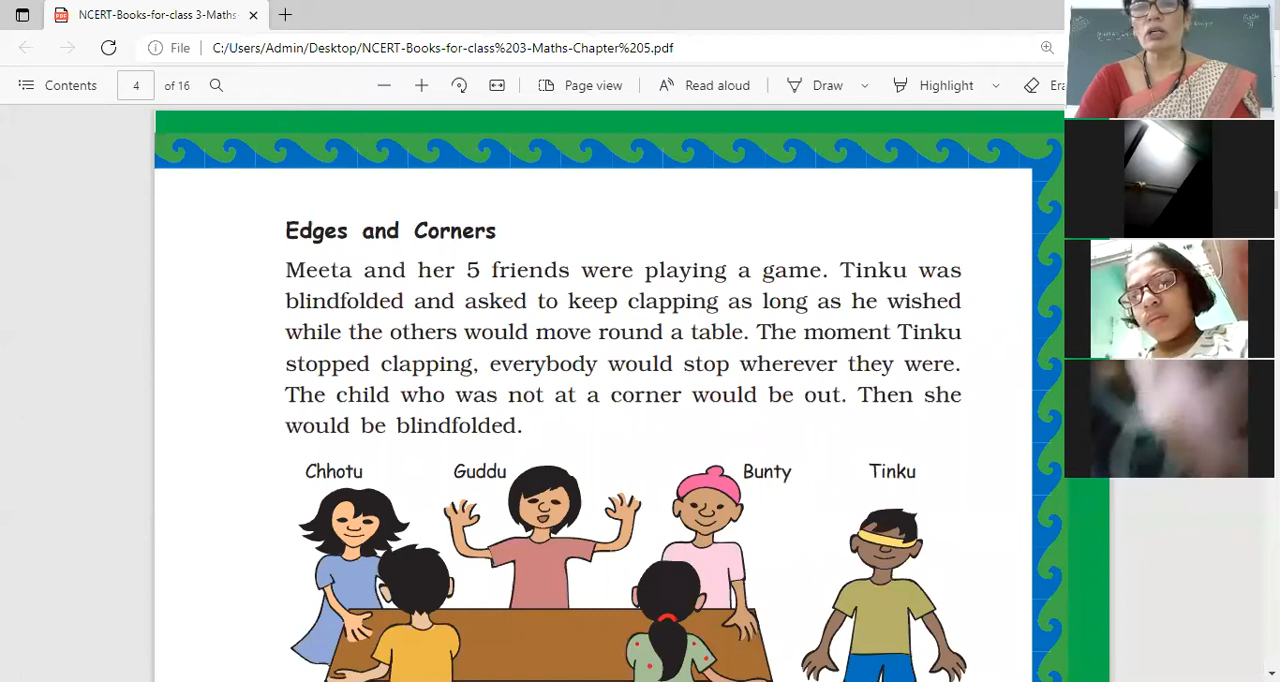 NCERT-Books-for-class 3-Maths-
File C:/Users/Admin/Desktop/NCERT-Books-for-class%203-Maths-Chapter%205.pdf
Contents 4 of 16 Page view Read aloud Draw Highlight Era
Edges and Corners
Meeta and her 5 friends were playing a game. Tinku was
blindfolded and asked to keep clapping as long as he wished
while the others would move round a table. The moment Tinku
stopped clapping, everybody would stop wherever they were.
The child who was not at a corner would be out. Then she
would be blindfolded.
Chhotu Guddu Bunty Tinku